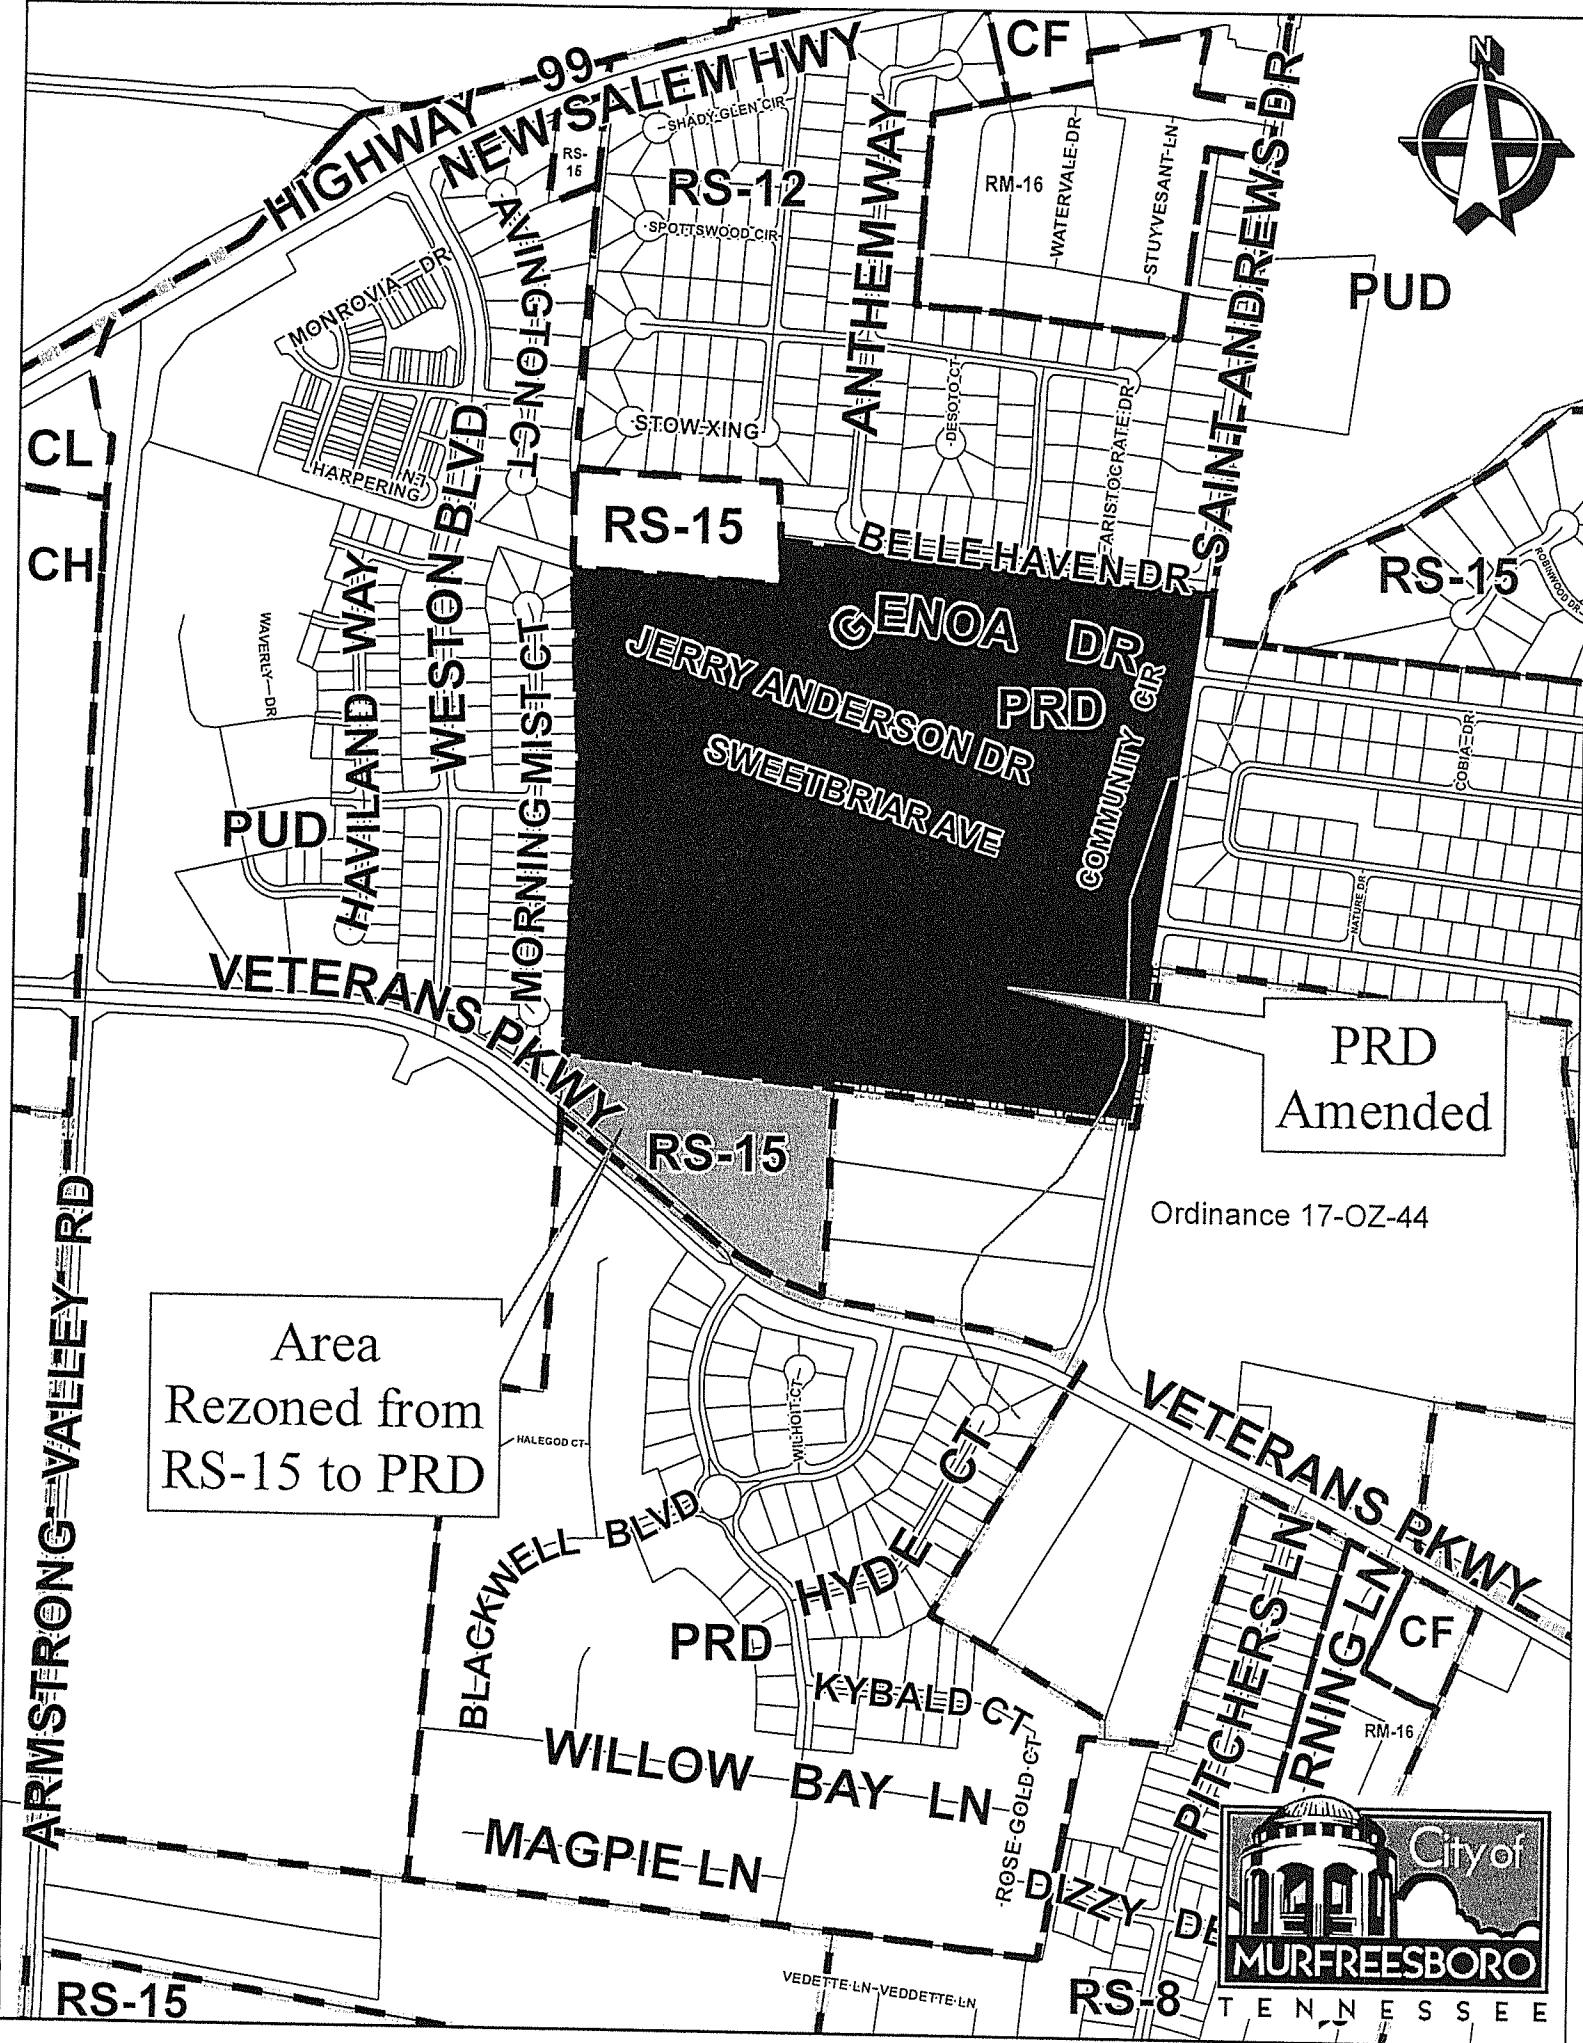 HIGHWAY 99
NEW SALEM HWY
CF
N
SHADY GLEN CIR
RS-
15
RS-12
SPOTTSWOOD CIR
ANTHEM WAY
RM-16
WATERVALE DR
STUYVESANT LN
SAINT ANDREWS DR
PUD
AVINGTON CT
MONROVIA DR
STOW XING
DESOTO CT
ARISTOCRATE DR
CL
CH
HARPERING
WESTON BLVD
RS-15
BELLE HAVEN DR
RS-15
ROBINWOOD DR
HAVILAND WAY
WAVERLY DR
MORNING MIST CT
GENOA DR
JERRY ANDERSON DR
PRD
COMMUNITY CIR
SWEETBRIAR AVE
COBIA DR
NATURE DR
PUD
VETERANS PKWY
PRD
Amended
RS-15
Ordinance 17-OZ-44
Area
Rezoned from
RS-15 to PRD
ARMSTRONG VALLEY RD
HALEGOD CT
WILHOIT CT
HYDE CT
VETERANS PKWY
BLACKWELL BLVD
PRD
KYBALD CT
PITCHERS LN
RNING LN
CF
RM-16
WILLOW BAY LN
MAGPIE LN
ROSE GOLD CT
DIZZY DE
VEDETTE LN VEDDETTE LN
RS-15
RS-8
City of
MURFREESBORO
TENNESSEE